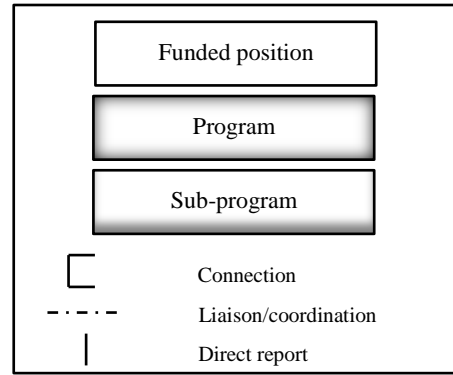 Funded position
Program
Sub-program
Connection
Liaison/coordination
Direct report